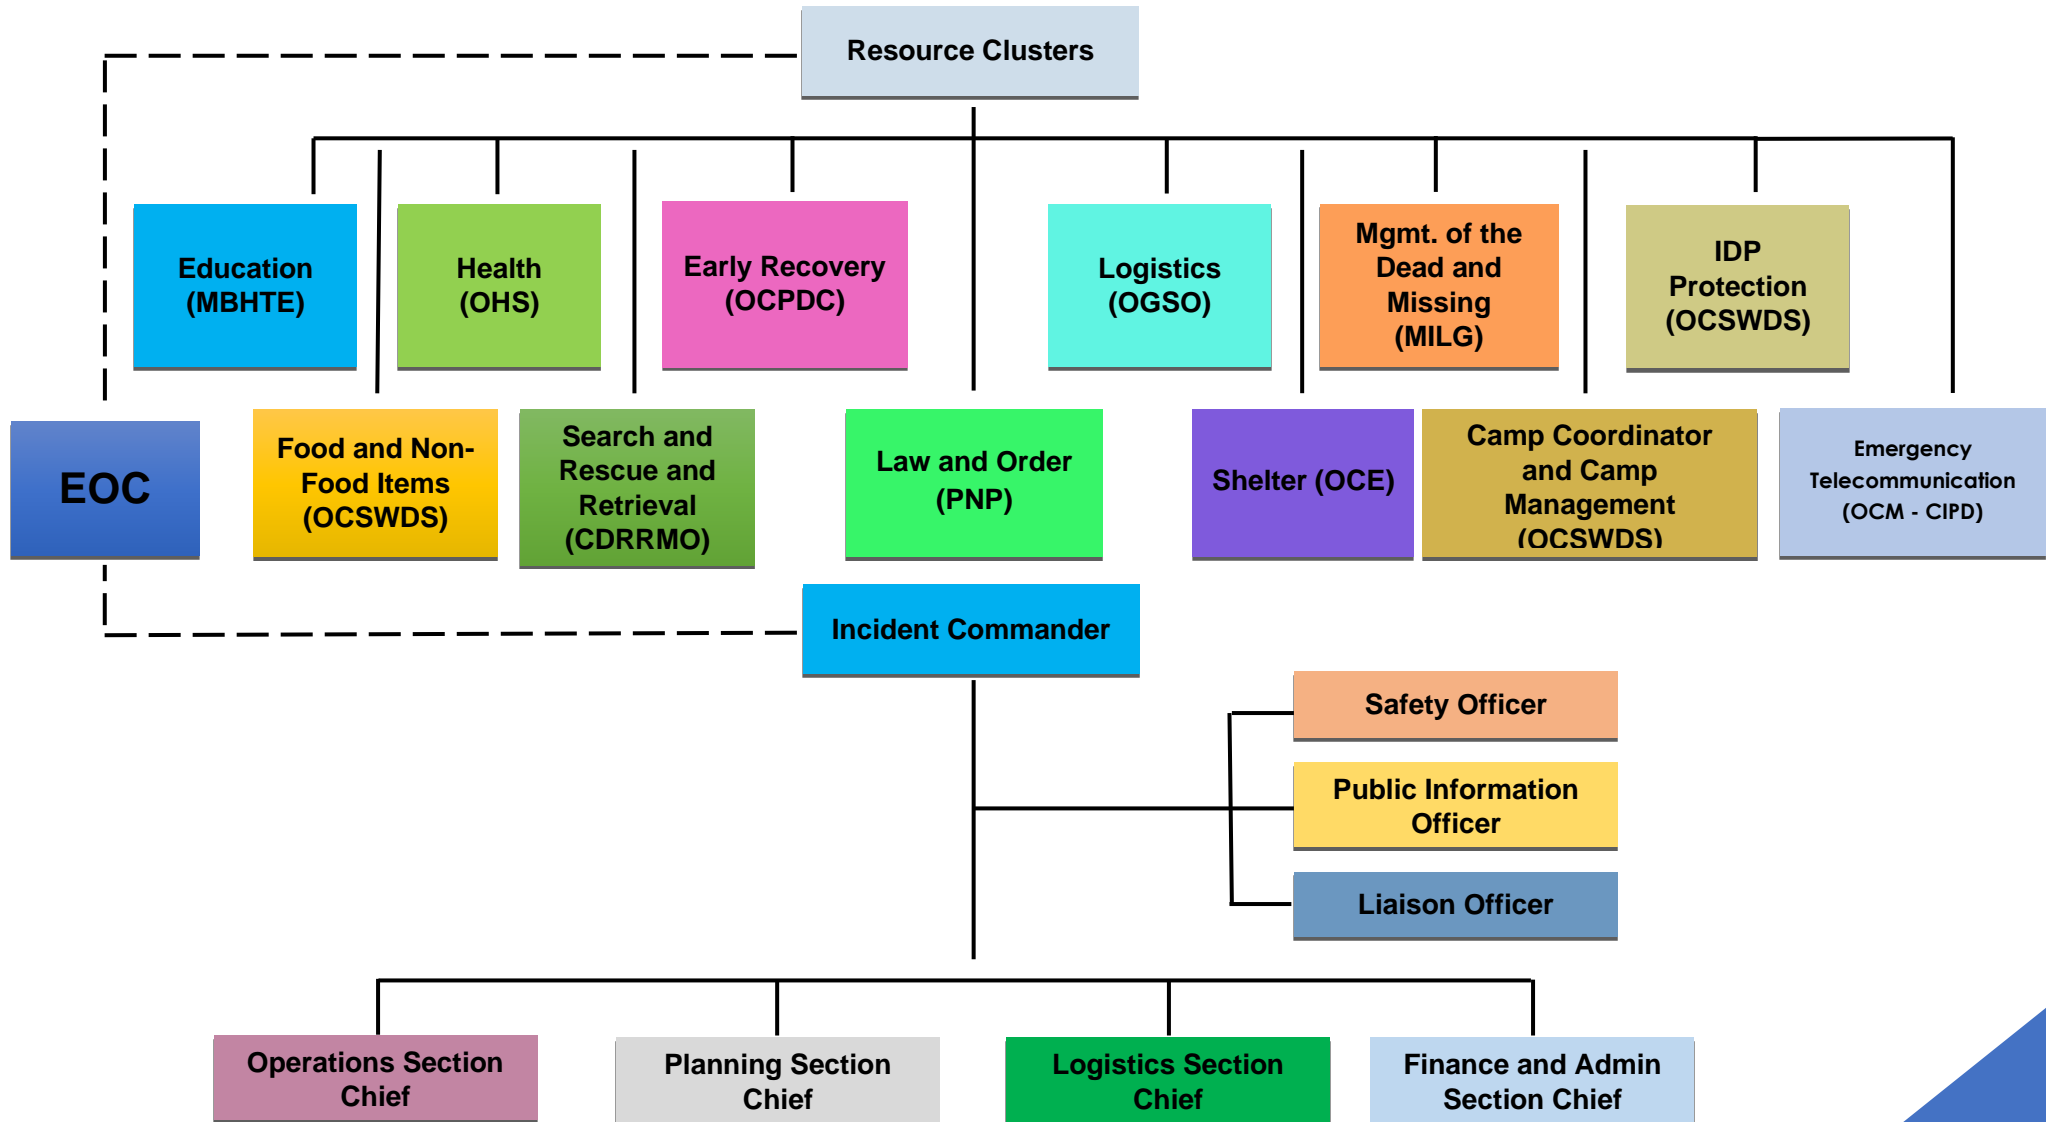 Resource Clusters
Education
(MBHTE)
Health
(OHS)
Early Recovery
(OCPDC)
Logistics
(OGSO)
Mgmt. of the
Dead and
Missing
(MILG)
IDP
Protection
(OCSWDS)
EOC
Food and Non-
Food Items
(OCSWDS)
Search and
Rescue and
Retrieval
(CDRRMO)
Law and Order
(PNP)
Shelter (OCE)
Camp Coordinator
and Camp
Management
(OCSWDS)
Emergency
Telecommunication
(OCM - CIPD)
Incident Commander
Safety Officer
Public Information
Officer
Liaison Officer
Operations Section
Chief
Planning Section
Chief
Logistics Section
Chief
Finance and Admin
Section Chief